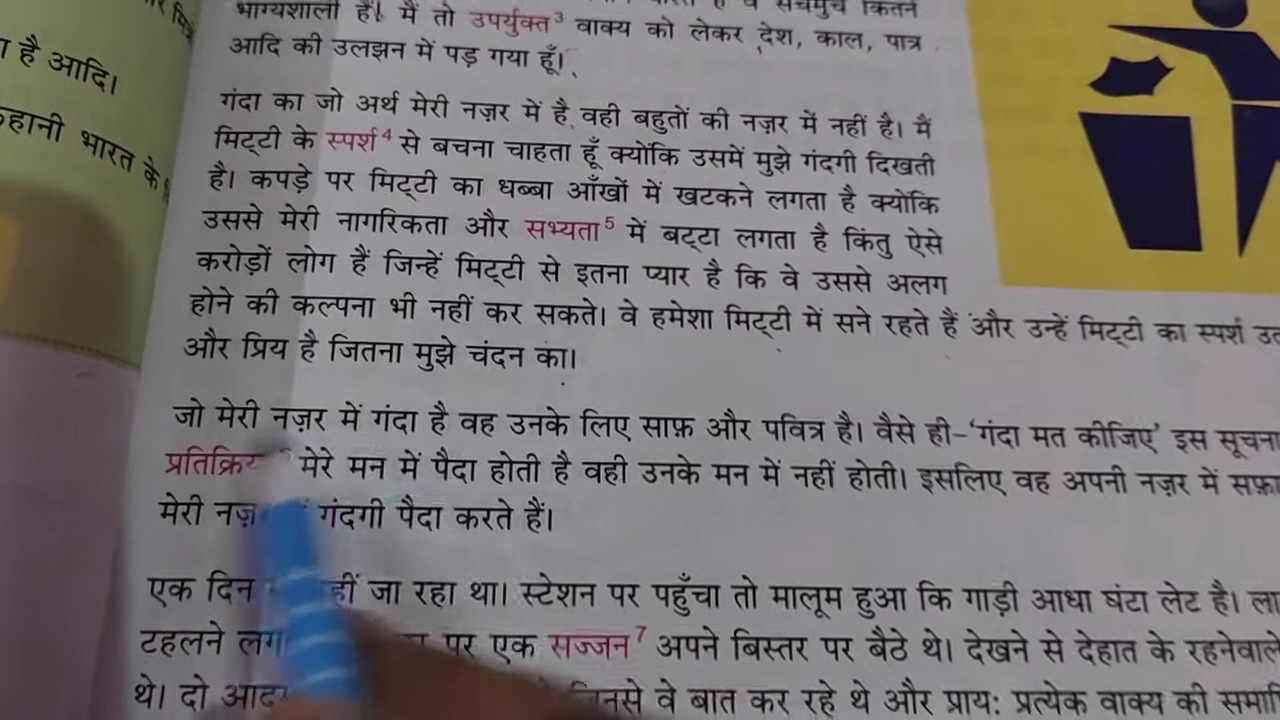 र मि
ा है आदि।
कहानी भारत के
भाग्यशाली हैं। मैं तो उपर्युक्त³ वाक्य को लेकर देश, काल, पात्र
आदि की उलझन में पड़ गया हूँ।
गंदा का जो अर्थ मेरी नज़र में है, वही बहुतों की नज़र में नहीं है। मैं
मिट्टी के स्पर्श⁴ से बचना चाहता हूँ क्योंकि उसमें मुझे गंदगी दिखती
है। कपड़े पर मिट्टी का धब्बा आँखों में खटकने लगता है क्योंकि
उससे मेरी नागरिकता और सभ्यता⁵ में बट्टा लगता है किंतु ऐसे
करोड़ों लोग हैं जिन्हें मिट्टी से इतना प्यार है कि वे उससे अलग
होने की कल्पना भी नहीं कर सकते। वे हमेशा मिट्टी में सने रहते हैं और उन्हें मिट्टी का स्पर्श
और प्रिय है जितना मुझे चंदन का।
जो मेरी नज़र में गंदा है वह उनके लिए साफ़ और पवित्र है। वैसे ही–‘गंदा मत कीजिए’ इस सूचना
मेरे मन में पैदा होती है वही उनके मन में नहीं होती। इसलिए वह अपनी नज़र में
मेरी गंदगी पैदा करते हैं।
एक दिन जा रहा था। स्टेशन पर पहुँचा तो मालूम हुआ कि गाड़ी आधा घंटा लेट है।
टहलने पर एक सज्जन⁷ अपने बिस्तर पर बैठे थे। देखने से देहात के रहनेवाले
थे। दो वे बात कर रहे थे और प्राय: प्रत्येक वाक्य की